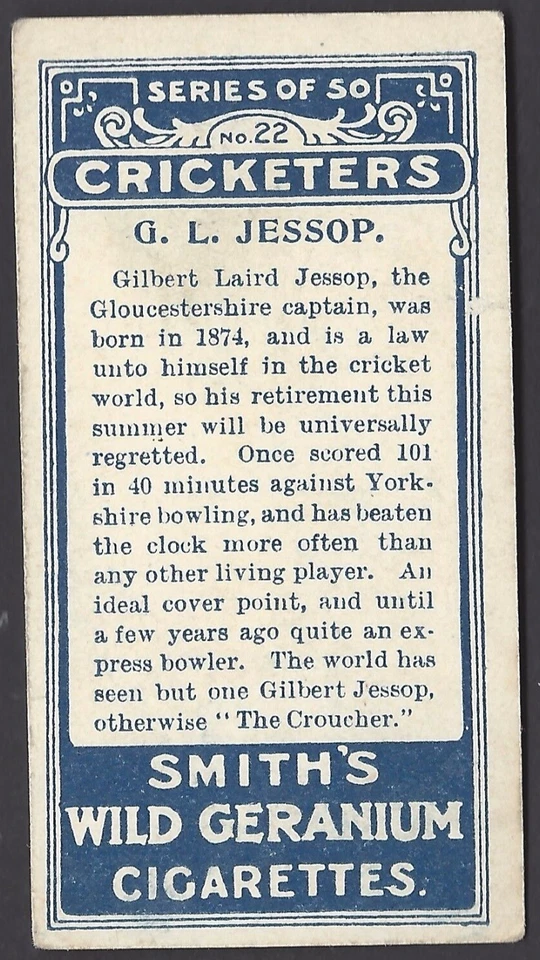 SERIES OF 50
No. 22
CRICKETERS
G. L. JESSOP.
Gilbert Laird Jessop, the
Gloucestershire captain, was
born in 1874, and is a law
unto himself in the cricket
world, so his retirement this
summer will be universally
regretted. Once scored 101
in 40 minutes against York-
shire bowling, and has beaten
the clock more often than
any other living player. An
ideal cover point, and until
a few years ago quite an ex-
press bowler. The world has
seen but one Gilbert Jessop,
otherwise "The Croucher."
SMITH'S
WILD GERANIUM
CIGARETTES.